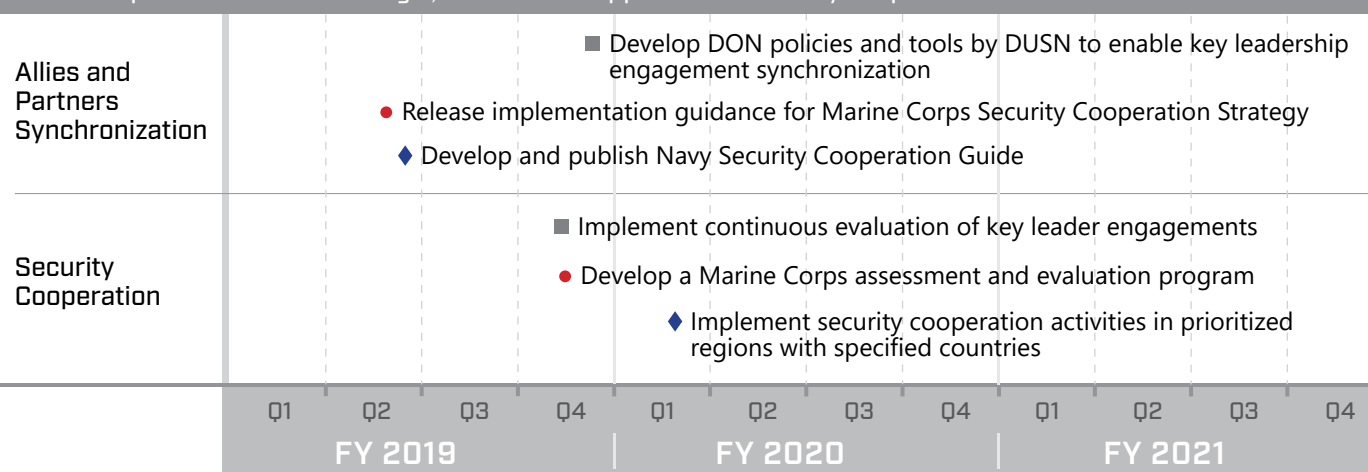 Allies and
Partners
Synchronization
Develop DON policies and tools by DUSN to enable key leadership
engagement synchronization
Release implementation guidance for Marine Corps Security Cooperation Strategy
Develop and publish Navy Security Cooperation Guide
Security
Cooperation
Implement continuous evaluation of key leader engagements
Develop a Marine Corps assessment and evaluation program
Implement security cooperation activities in prioritized
regions with specified countries
Q1 Q2 Q3 Q4 Q1 Q2 Q3 Q4 Q1 Q2 Q3 Q4
FY 2019 FY 2020 FY 2021